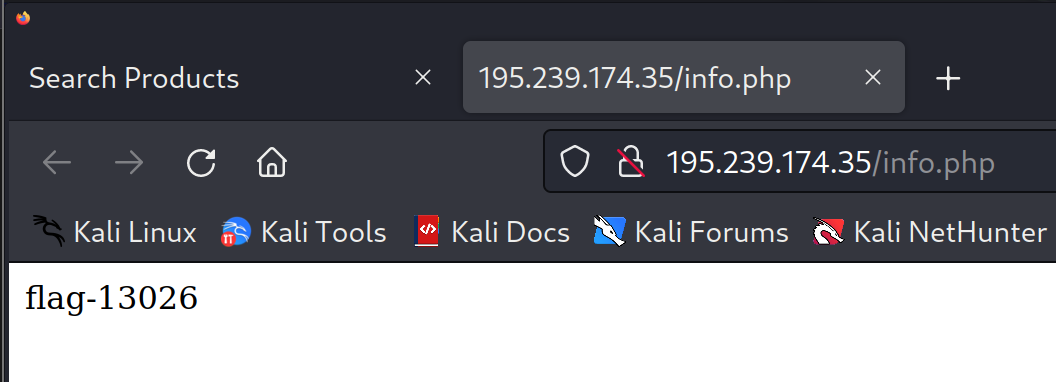 Search Products
195.239.174.35/info.php
195.239.174.35/info.php
Kali Linux Kali Tools Kali Docs Kali Forums Kali NetHunter
flag-13026